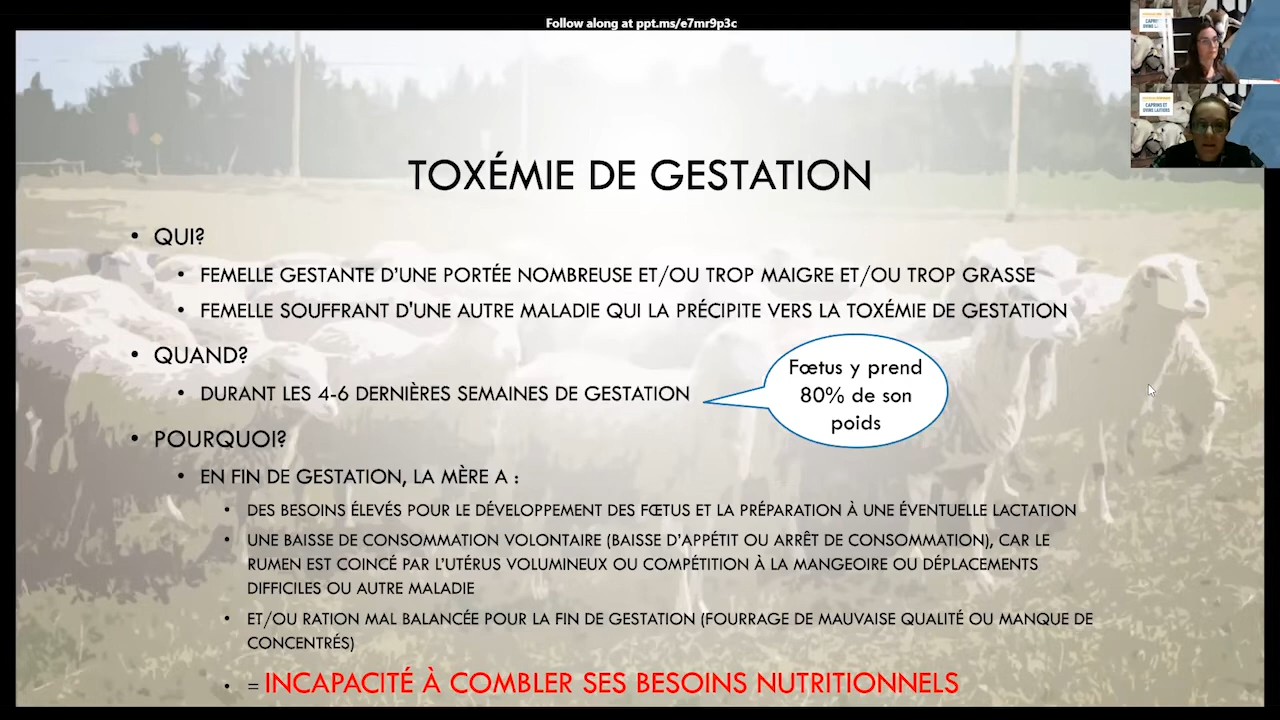 Follow along at ppt.ms/e7mr9p3c
CAPRINS ET
OVINS LAITIERS
TOXÉMIE DE GESTATION
• QUI?
• FEMELLE GESTANTE D’UNE PORTÉE NOMBREUSE ET/OU TROP MAIGRE ET/OU TROP GRASSE
• FEMELLE SOUFFRANT D'UNE AUTRE MALADIE QUI LA PRÉCIPITE VERS LA TOXÉMIE DE GESTATION
• QUAND?
• DURANT LES 4-6 DERNIÈRES SEMAINES DE GESTATION
Fœtus y prend
80% de son
poids
• POURQUOI?
• EN FIN DE GESTATION, LA MÈRE A :
• DES BESOINS ÉLEVÉS POUR LE DÉVELOPPEMENT DES FŒTUS ET LA PRÉPARATION À UNE ÉVENTUELLE LACTATION
• UNE BAISSE DE CONSOMMATION VOLONTAIRE (BAISSE D’APPÉTIT OU ARRÊT DE CONSOMMATION), CAR LE
RUMEN EST COINCÉ PAR L’UTÉRUS VOLUMINEUX OU COMPÉTITION À LA MANGEOIRE OU DÉPLACEMENTS
DIFFICILES OU AUTRE MALADIE
• ET/OU RATION MAL BALANCÉE POUR LA FIN DE GESTATION (FOURRAGE DE MAUVAISE QUALITÉ OU MANQUE DE
CONCENTRÉS)
• = INCAPACITÉ À COMBLER SES BESOINS NUTRITIONNELS